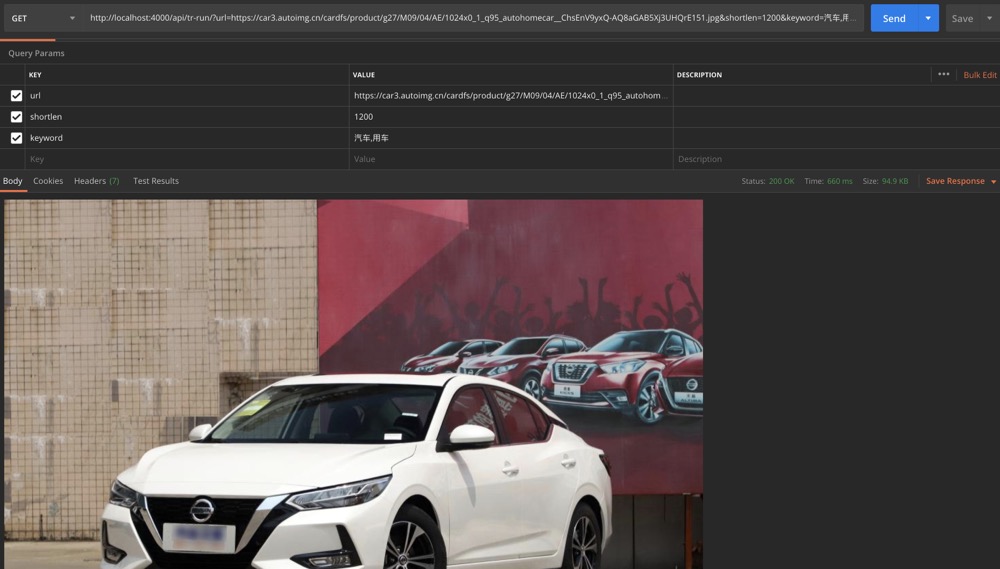 GET
http://localhost:4000/api/tr-run/?url=https://car3.autoimg.cn/cardfs/product/g27/M09/04/AE/1024x0_1_q95_autohomecar__ChsEnV9yxQ-AQ8aGAB5Xj3UHQrE151.jpg&shortlen=1200&keyword=汽车,用...
Send
Save
Query Params
KEY VALUE DESCRIPTION
Bulk Edit
url https://car3.autoimg.cn/cardfs/product/g27/M09/04/AE/1024x0_1_q95_autohom...
shortlen 1200
keyword 汽车,用车
Key Value Description
Body Cookies Headers (7) Test Results
Status: 200 OK Time: 660 ms Size: 94.9 KB Save Response